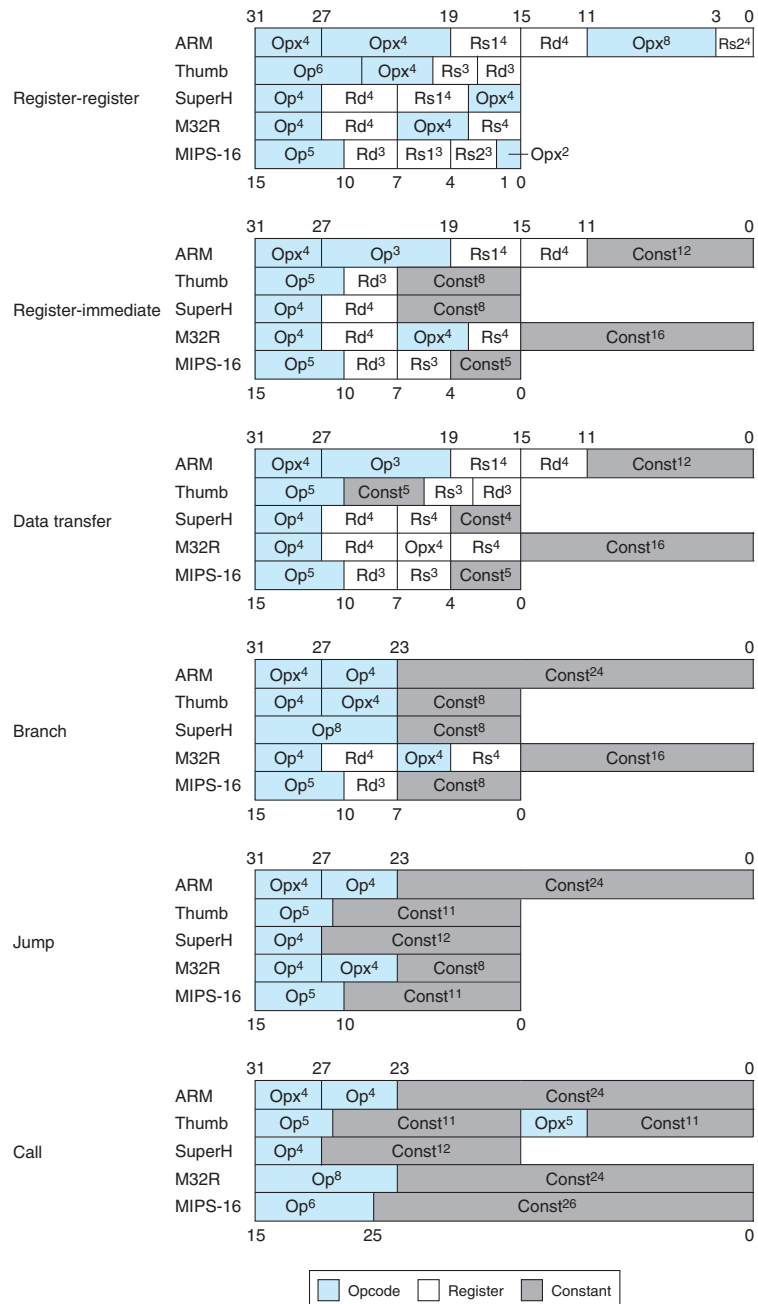 31 27 19 15 11 3 0
ARM Opx⁴ Opx⁴ Rs1⁴ Rd⁴ Opx⁸ Rs2⁴
Thumb Op⁶ Opx⁴ Rs³ Rd³
Register-register SuperH Op⁴ Rd⁴ Rs1⁴ Opx⁴
M32R Op⁴ Rd⁴ Opx⁴ Rs⁴
MIPS-16 Op⁵ Rd³ Rs1³ Rs2³ Opx²
15 10 7 4 1 0
31 27 19 15 11 0
ARM Opx⁴ Op³ Rs1⁴ Rd⁴ Const¹²
Thumb Op⁵ Rd³ Const⁸
Register-immediate SuperH Op⁴ Rd⁴ Const⁸
M32R Op⁴ Rd⁴ Opx⁴ Rs⁴ Const¹⁶
MIPS-16 Op⁵ Rd³ Rs³ Const⁵
15 10 7 4 0
31 27 19 15 11 0
ARM Opx⁴ Op³ Rs1⁴ Rd⁴ Const¹²
Thumb Op⁵ Const⁵ Rs³ Rd³
Data transfer SuperH Op⁴ Rd⁴ Rs⁴ Const⁴
M32R Op⁴ Rd⁴ Opx⁴ Rs⁴ Const¹⁶
MIPS-16 Op⁵ Rd³ Rs³ Const⁵
15 10 7 4 0
31 27 23 0
ARM Opx⁴ Op⁴ Const²⁴
Thumb Op⁴ Opx⁴ Const⁸
Branch SuperH Op⁸ Const⁸
M32R Op⁴ Rd⁴ Opx⁴ Rs⁴ Const¹⁶
MIPS-16 Op⁵ Rd³ Const⁸
15 10 7 0
31 27 23 0
ARM Opx⁴ Op⁴ Const²⁴
Thumb Op⁵ Const¹¹
Jump SuperH Op⁴ Const¹²
M32R Op⁴ Opx⁴ Const⁸
MIPS-16 Op⁵ Const¹¹
15 10 0
31 27 23 0
ARM Opx⁴ Op⁴ Const²⁴
Thumb Op⁵ Const¹¹ Opx⁵ Const¹¹
Call SuperH Op⁴ Const¹²
M32R Op⁸ Const²⁴
MIPS-16 Op⁶ Const²⁶
15 25 0
Opcode Register Constant